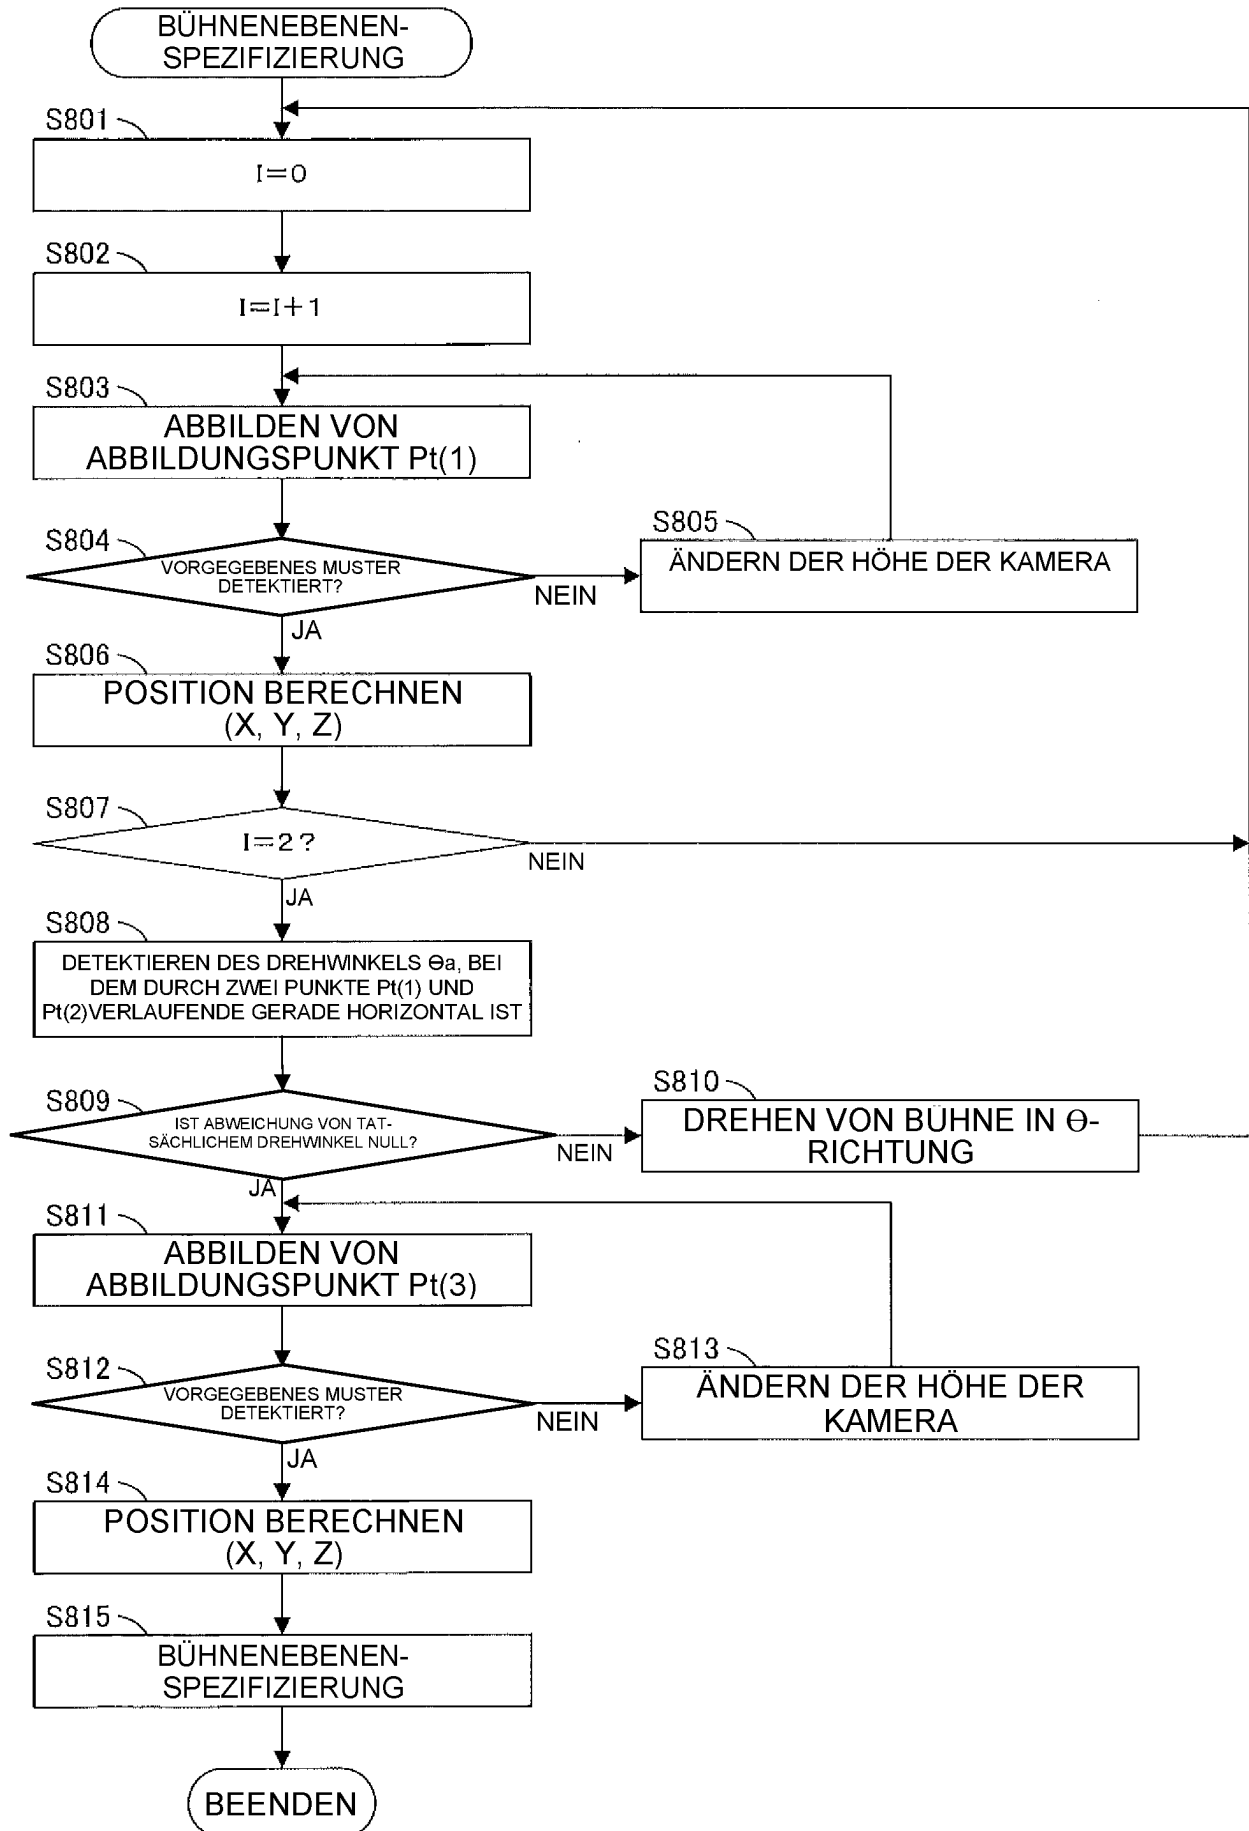 BÜHNENEBENEN-
SPEZIFIZIERUNG
S801
I=0
S802
I=I+1
S803
ABBILDEN VON
ABBILDUNGSPUNKT Pt(1)
S804
VORGEGEBENES MUSTER
DETEKTIERT?
NEIN
JA
S805
ÄNDERN DER HÖHE DER KAMERA
S806
POSITION BERECHNEN
(X, Y, Z)
S807
I=2?
NEIN
JA
S808
DETEKTIEREN DES DREHWINKELS Θa, BEI
DEM DURCH ZWEI PUNKTE Pt(1) UND
Pt(2)VERLAUFENDE GERADE HORIZONTAL IST
S809
IST ABWEICHUNG VON TAT-
SÄCHLICHEM DREHWINKEL NULL?
NEIN
JA
S810
DREHEN VON BÜHNE IN Θ-
RICHTUNG
S811
ABBILDEN VON
ABBILDUNGSPUNKT Pt(3)
S812
VORGEGEBENES MUSTER
DETEKTIERT?
NEIN
JA
S813
ÄNDERN DER HÖHE DER
KAMERA
S814
POSITION BERECHNEN
(X, Y, Z)
S815
BÜHNENEBENEN-
SPEZIFIZIERUNG
BEENDEN